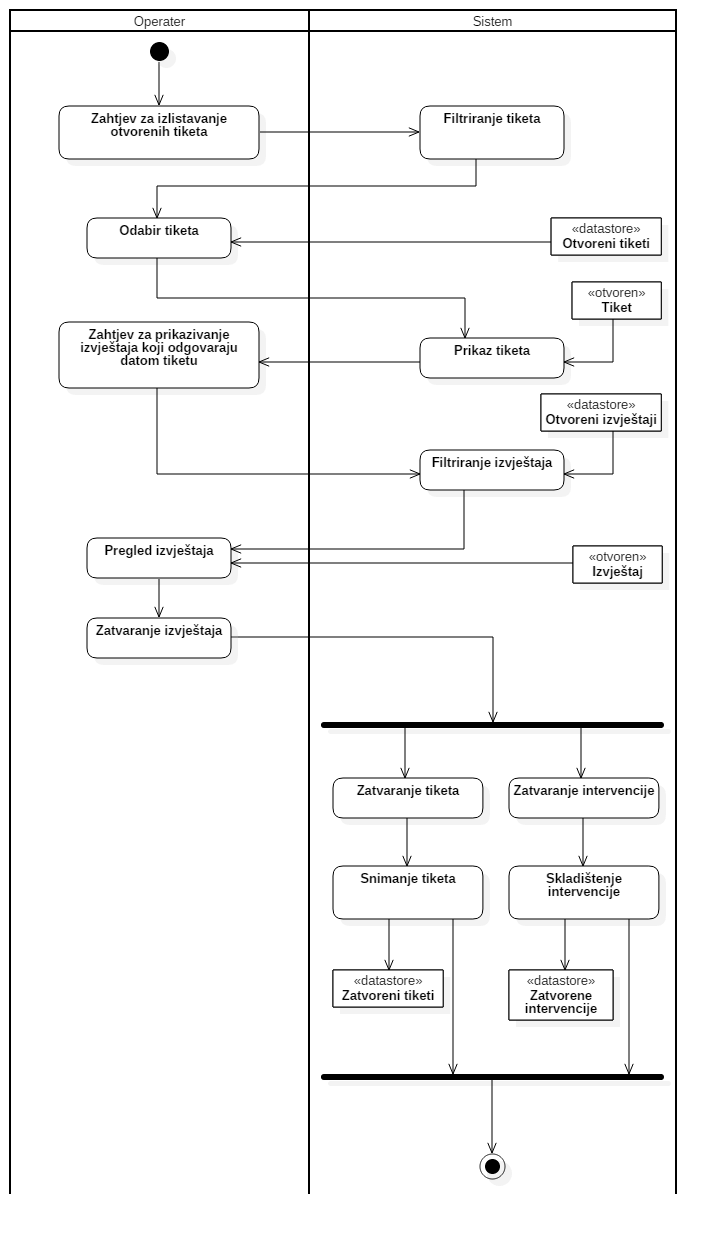 Operater
Sistem
Zahtjev za izlistavanje
otvorenih tiketa
Filtriranje tiketa
Odabir tiketa
«datastore»
Otvoreni tiketi
«otvoren»
Tiket
Zahtjev za prikazivanje
izvještaja koji odgovaraju
datom tiketu
Prikaz tiketa
«datastore»
Otvoreni izvještaji
Filtriranje izvještaja
Pregled izvještaja
«otvoren»
Izvještaj
Zatvaranje izvještaja
Zatvaranje tiketa
Zatvaranje intervencije
Snimanje tiketa
Skladištenje
intervencije
«datastore»
Zatvoreni tiketi
«datastore»
Zatvorene
intervencije